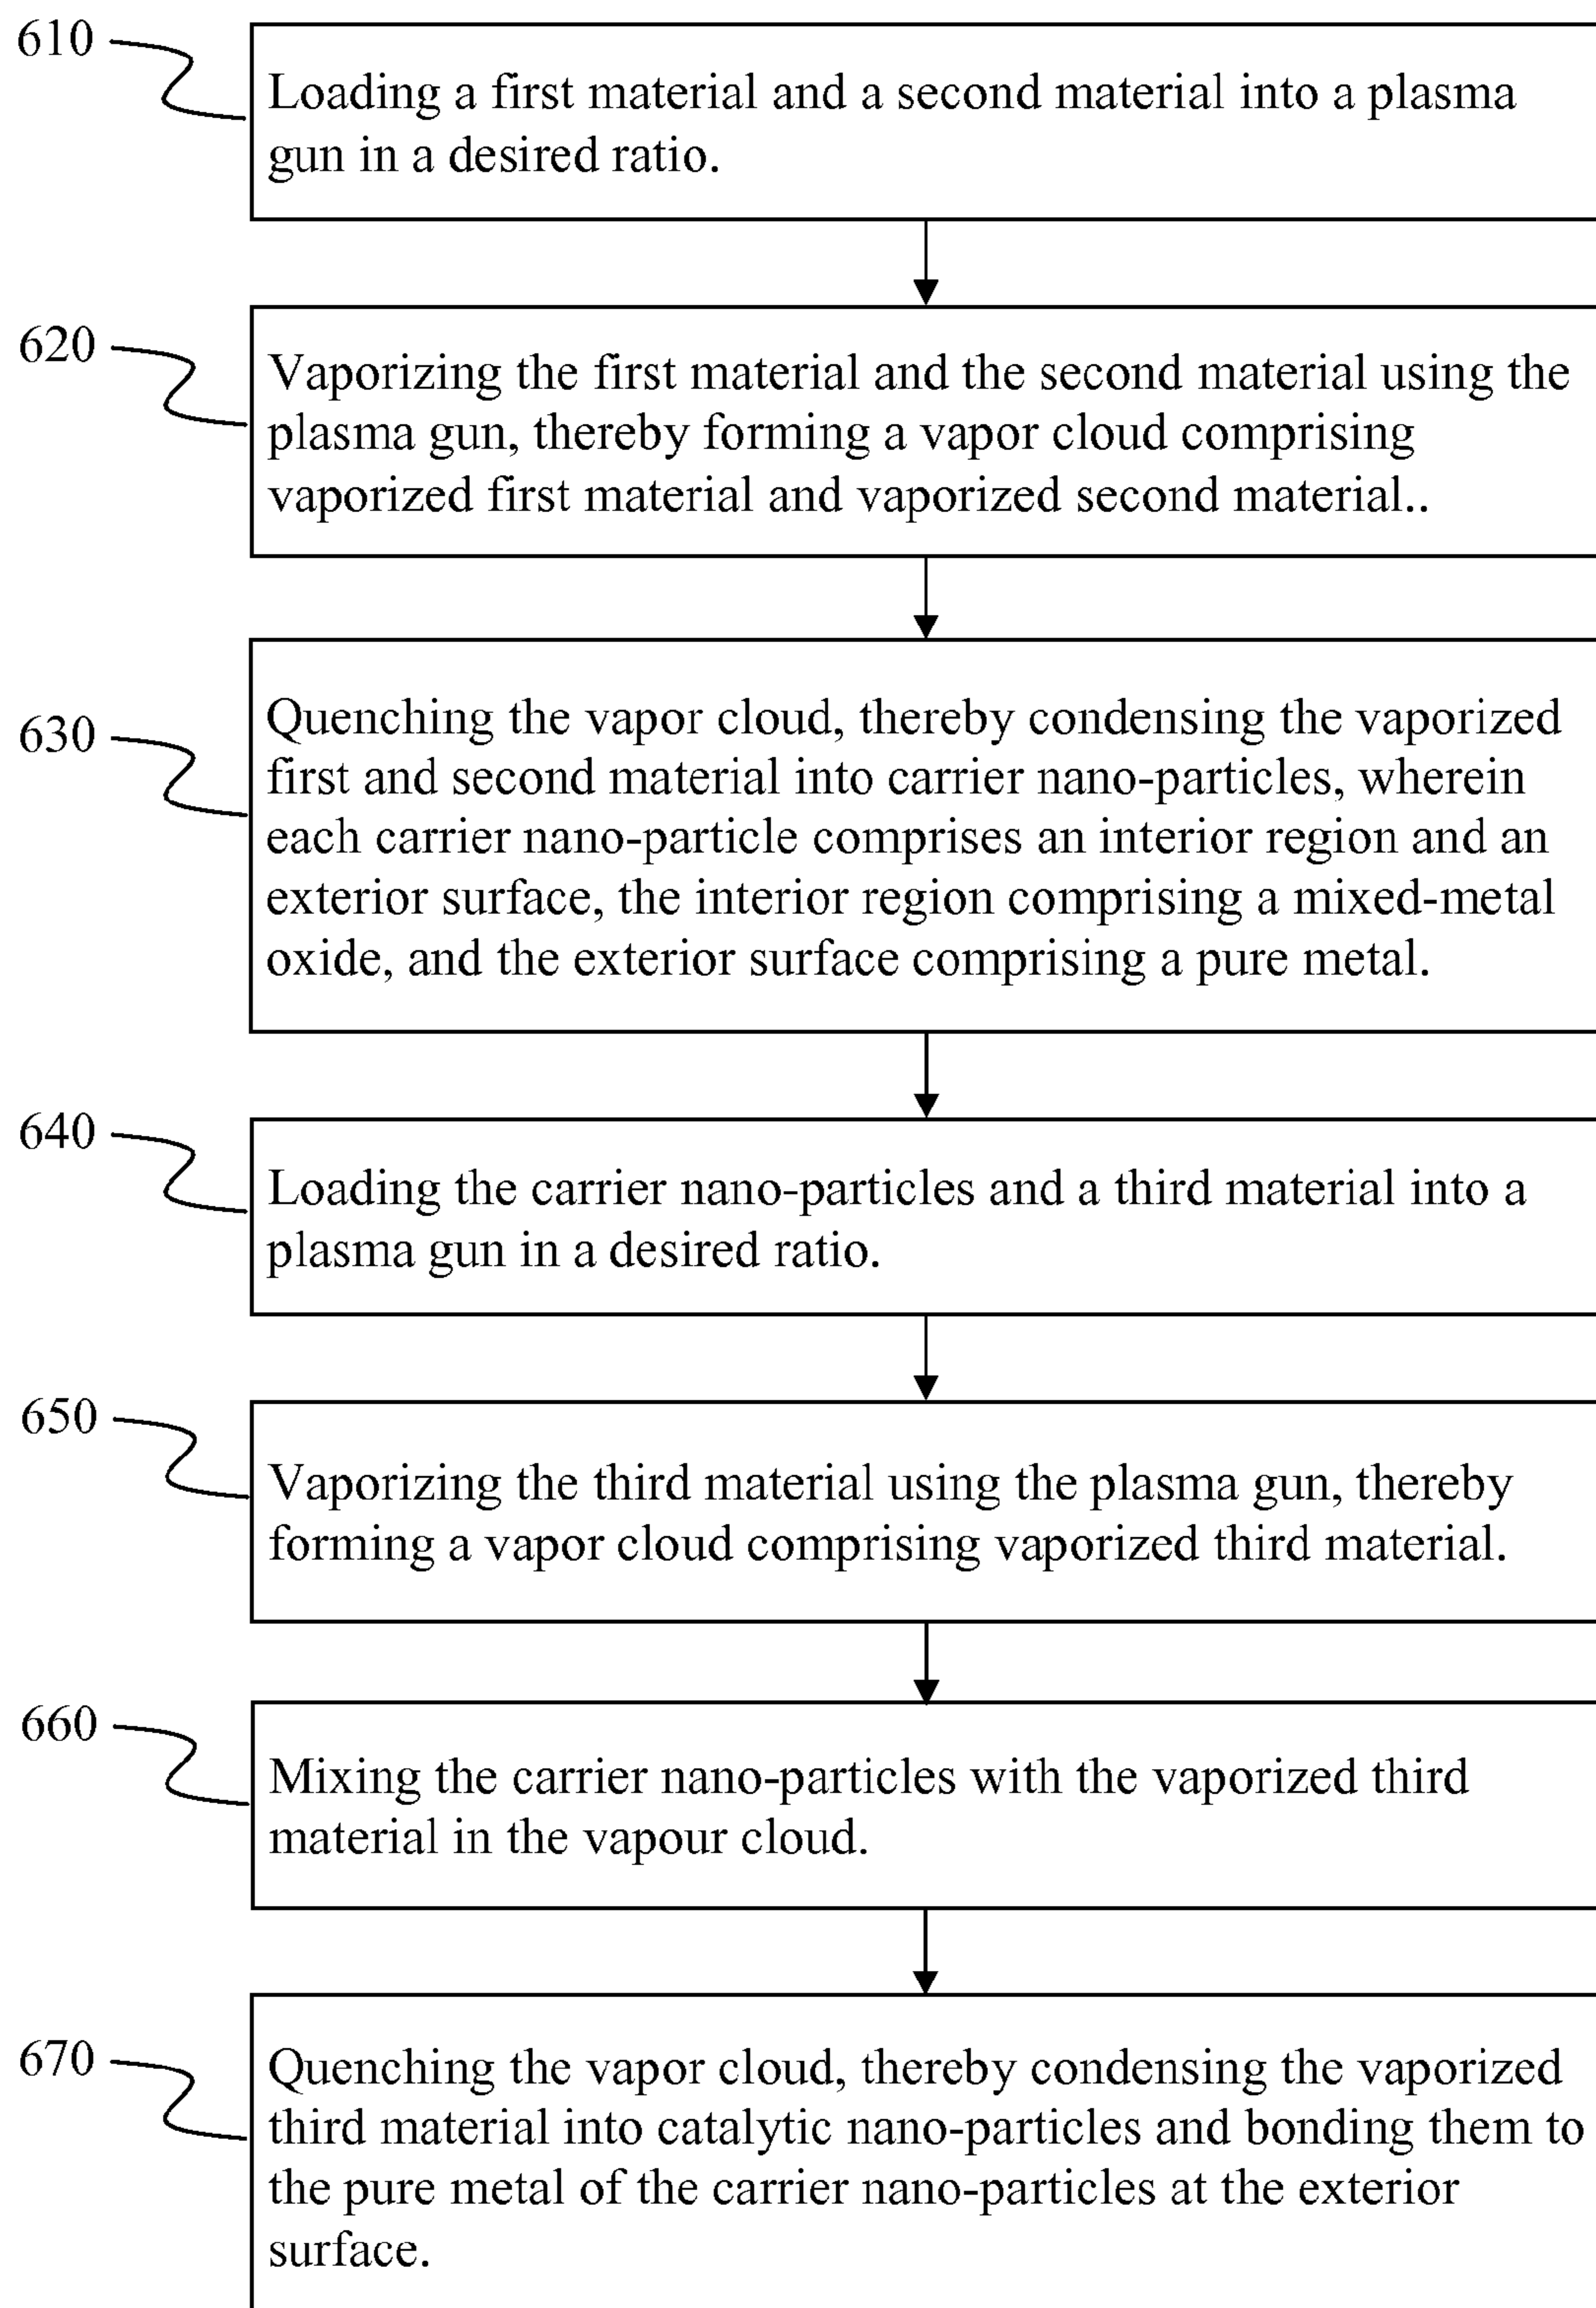 610
Loading a first material and a second material into a plasma
gun in a desired ratio.
620
Vaporizing the first material and the second material using the
plasma gun, thereby forming a vapor cloud comprising
vaporized first material and vaporized second material..
630
Quenching the vapor cloud, thereby condensing the vaporized
first and second material into carrier nano-particles, wherein
each carrier nano-particle comprises an interior region and an
exterior surface, the interior region comprising a mixed-metal
oxide, and the exterior surface comprising a pure metal.
640
Loading the carrier nano-particles and a third material into a
plasma gun in a desired ratio.
650
Vaporizing the third material using the plasma gun, thereby
forming a vapor cloud comprising vaporized third material.
660
Mixing the carrier nano-particles with the vaporized third
material in the vapour cloud.
670
Quenching the vapor cloud, thereby condensing the vaporized
third material into catalytic nano-particles and bonding them to
the pure metal of the carrier nano-particles at the exterior
surface.